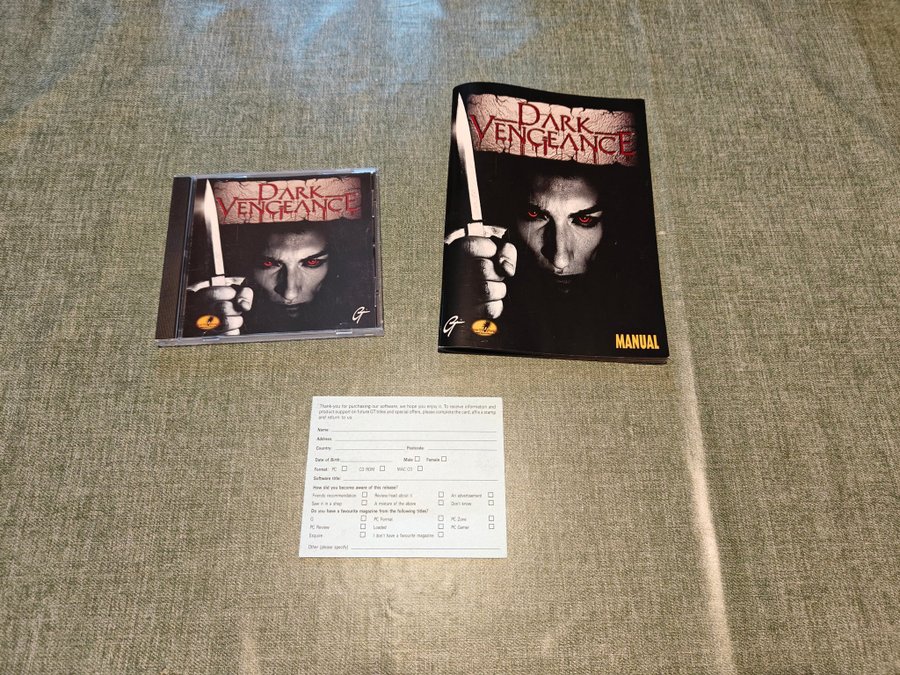 DARK
VENGEANCE
GT
DARK
VENGEANCE
GT
MANUAL
Thank-you for purchasing our software, we hope you enjoy it. To receive information and
product support on future GT titles and special offers, please complete the card, affix a stamp
and return to us.
Name:
Address:
Country: Postcode:
Date of Birth: Male Female
Format: PC CD ROM MAC OS
Software title:
How did you become aware of this release?
Friends recommendation Review/read about it An advertisement
Saw it in a shop A mixture of the above Don't know
Do you have a favourite magazine from the following titles?
Q PC Format PC Zone
PC Review Loaded PC Gamer
Esquire I don't have a favourite magazine
Other (please specify)